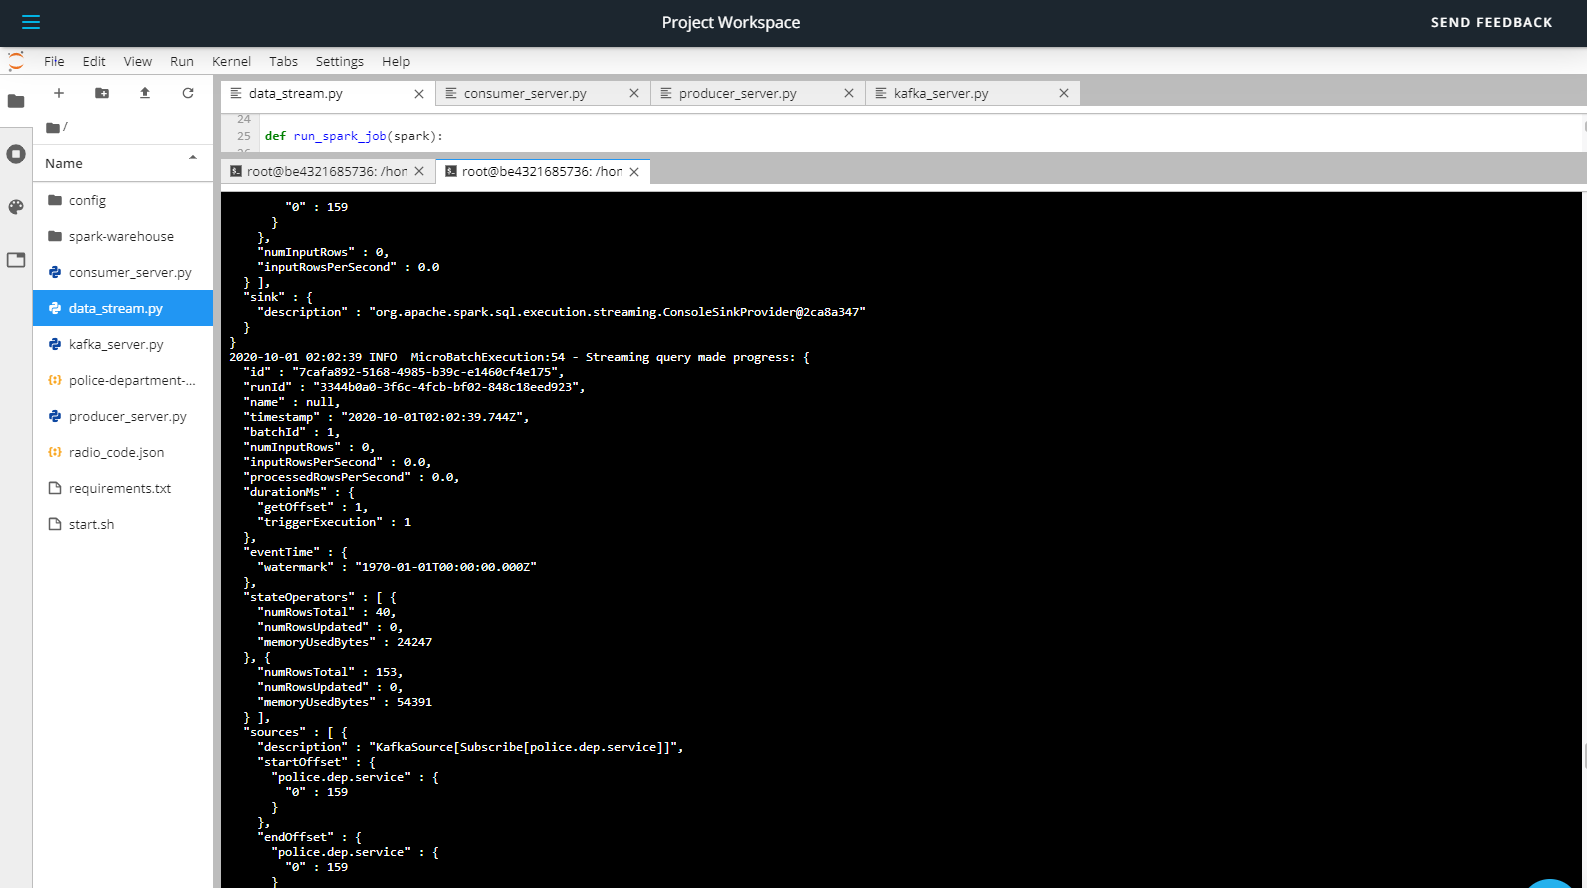 Project Workspace
SEND FEEDBACK
File Edit View Run Kernel Tabs Settings Help
data_stream.py
consumer_server.py
producer_server.py
kafka_server.py
/
Name
config
spark-warehouse
consumer_server.py
data_stream.py
kafka_server.py
police-department-...
producer_server.py
radio_code.json
requirements.txt
start.sh
24
25 def run_spark_job(spark):
root@be4321685736: /hor
root@be4321685736: /hor
"0" : 159
}
},
"numInputRows" : 0,
"inputRowsPerSecond" : 0.0
} ],
"sink" : {
"description" : "org.apache.spark.sql.execution.streaming.ConsoleSinkProvider@2ca8a347"
}
}
2020-10-01 02:02:39 INFO  MicroBatchExecution:54 - Streaming query made progress: {
"id" : "7cafa892-5168-4985-b39c-e1460cf4e175",
"runId" : "3344b0a0-3f6c-4fcb-bf02-848c18eed923",
"name" : null,
"timestamp" : "2020-10-01T02:02:39.744Z",
"batchId" : 1,
"numInputRows" : 0,
"inputRowsPerSecond" : 0.0,
"processedRowsPerSecond" : 0.0,
"durationMs" : {
"getOffset" : 1,
"triggerExecution" : 1
},
"eventTime" : {
"watermark" : "1970-01-01T00:00:00.000Z"
},
"stateOperators" : [ {
"numRowsTotal" : 40,
"numRowsUpdated" : 0,
"memoryUsedBytes" : 24247
}, {
"numRowsTotal" : 153,
"numRowsUpdated" : 0,
"memoryUsedBytes" : 54391
} ],
"sources" : [ {
"description" : "KafkaSource[Subscribe[police.dep.service]]",
"startOffset" : {
"police.dep.service" : {
"0" : 159
}
},
"endOffset" : {
"police.dep.service" : {
"0" : 159
}